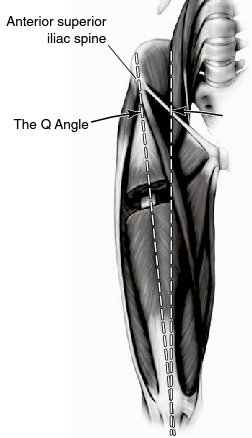 Anterior superior
iliac spine
The Q Angle